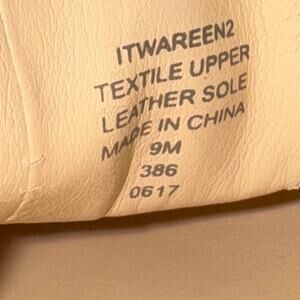 ITWAREEN2
TEXTILE UPPER
LEATHER SOLE
MADE IN CHINA
9M
386
0617